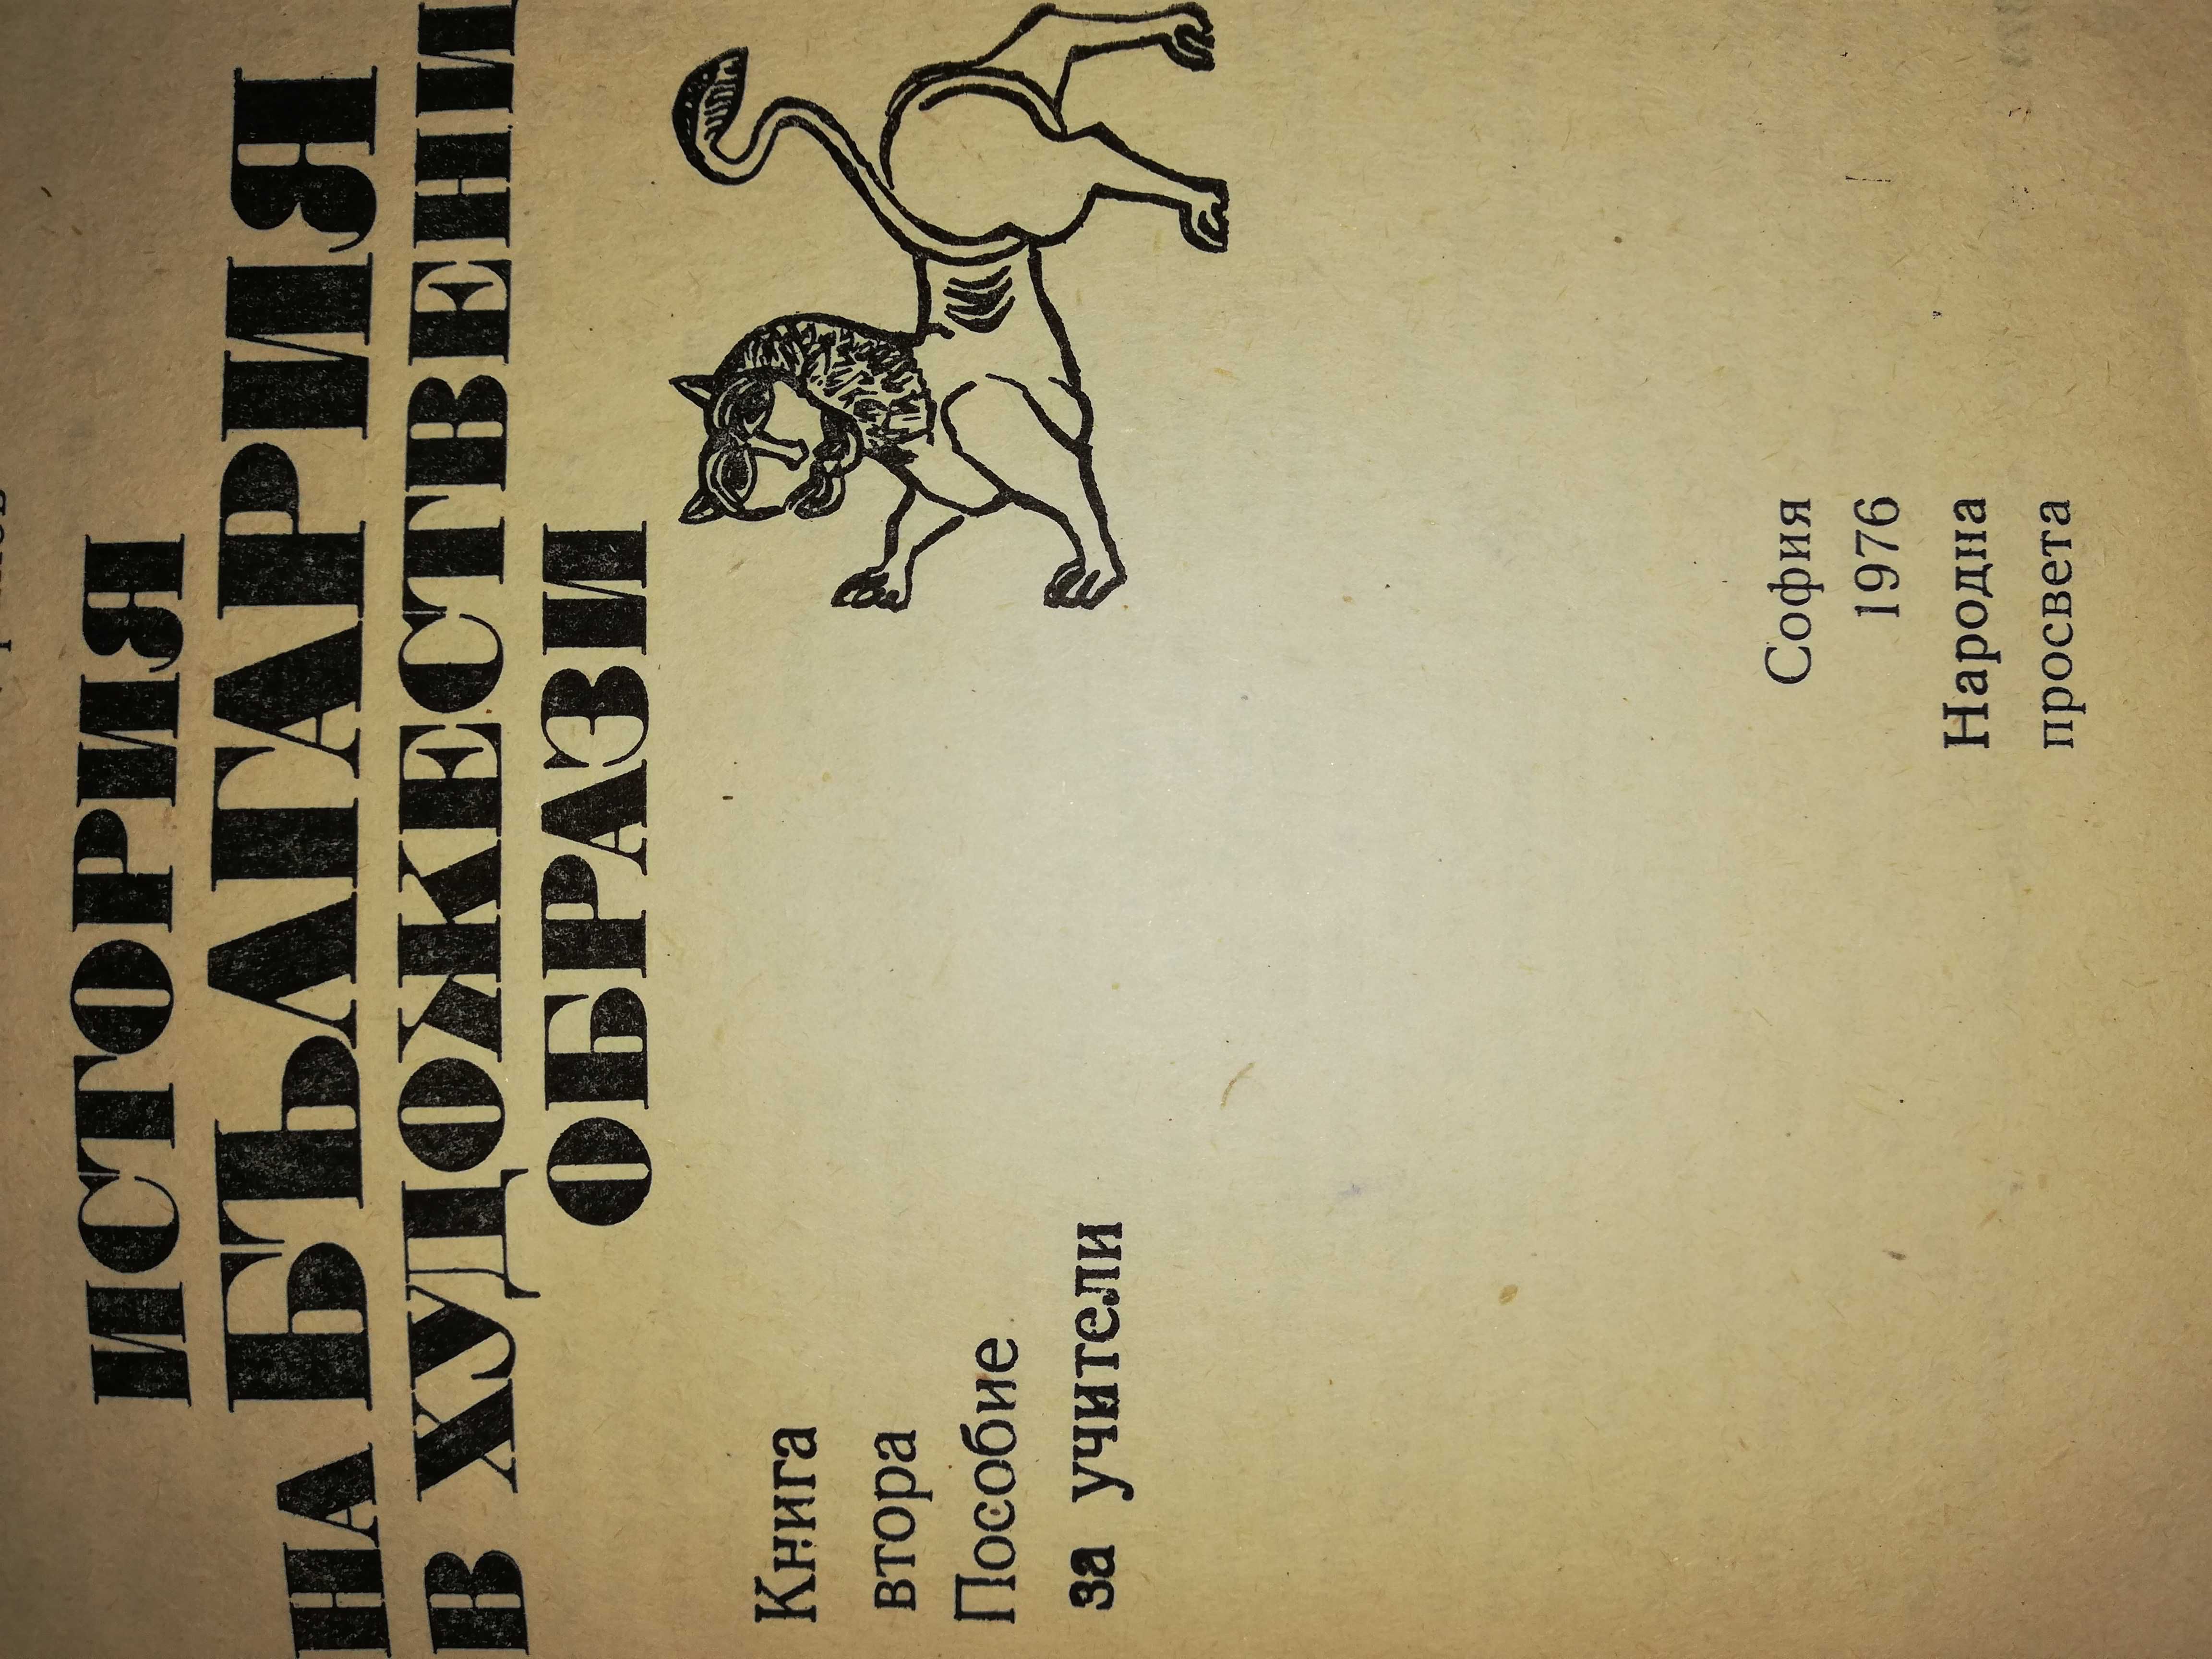 ИСТОРИЯ
НА БЪЛГАРИЯ
В ХУДОЖЕСТВЕНИ
ОБРАЗИ
Книга
втора
Пособие
за учители
София
1976
Народна
просвета